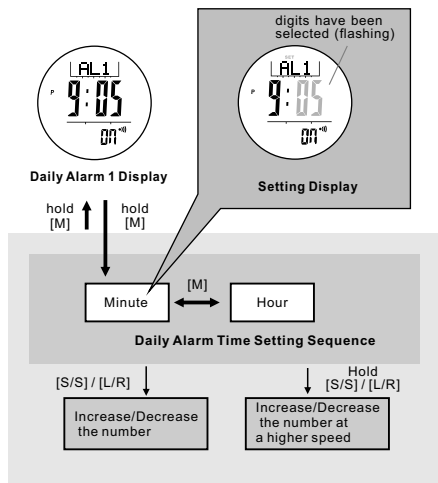 digits have been
selected (flashing)
AL1
P
9:05
ON
Daily Alarm 1 Display
SET
AL1
P
9:05
ON
Setting Display
hold
[M]
hold
[M]
Minute
[M]
Hour
Daily Alarm Time Setting Sequence
[S/S] / [L/R]
Hold
[S/S] / [L/R]
Increase/Decrease
the number
Increase/Decrease
the number at
a higher speed